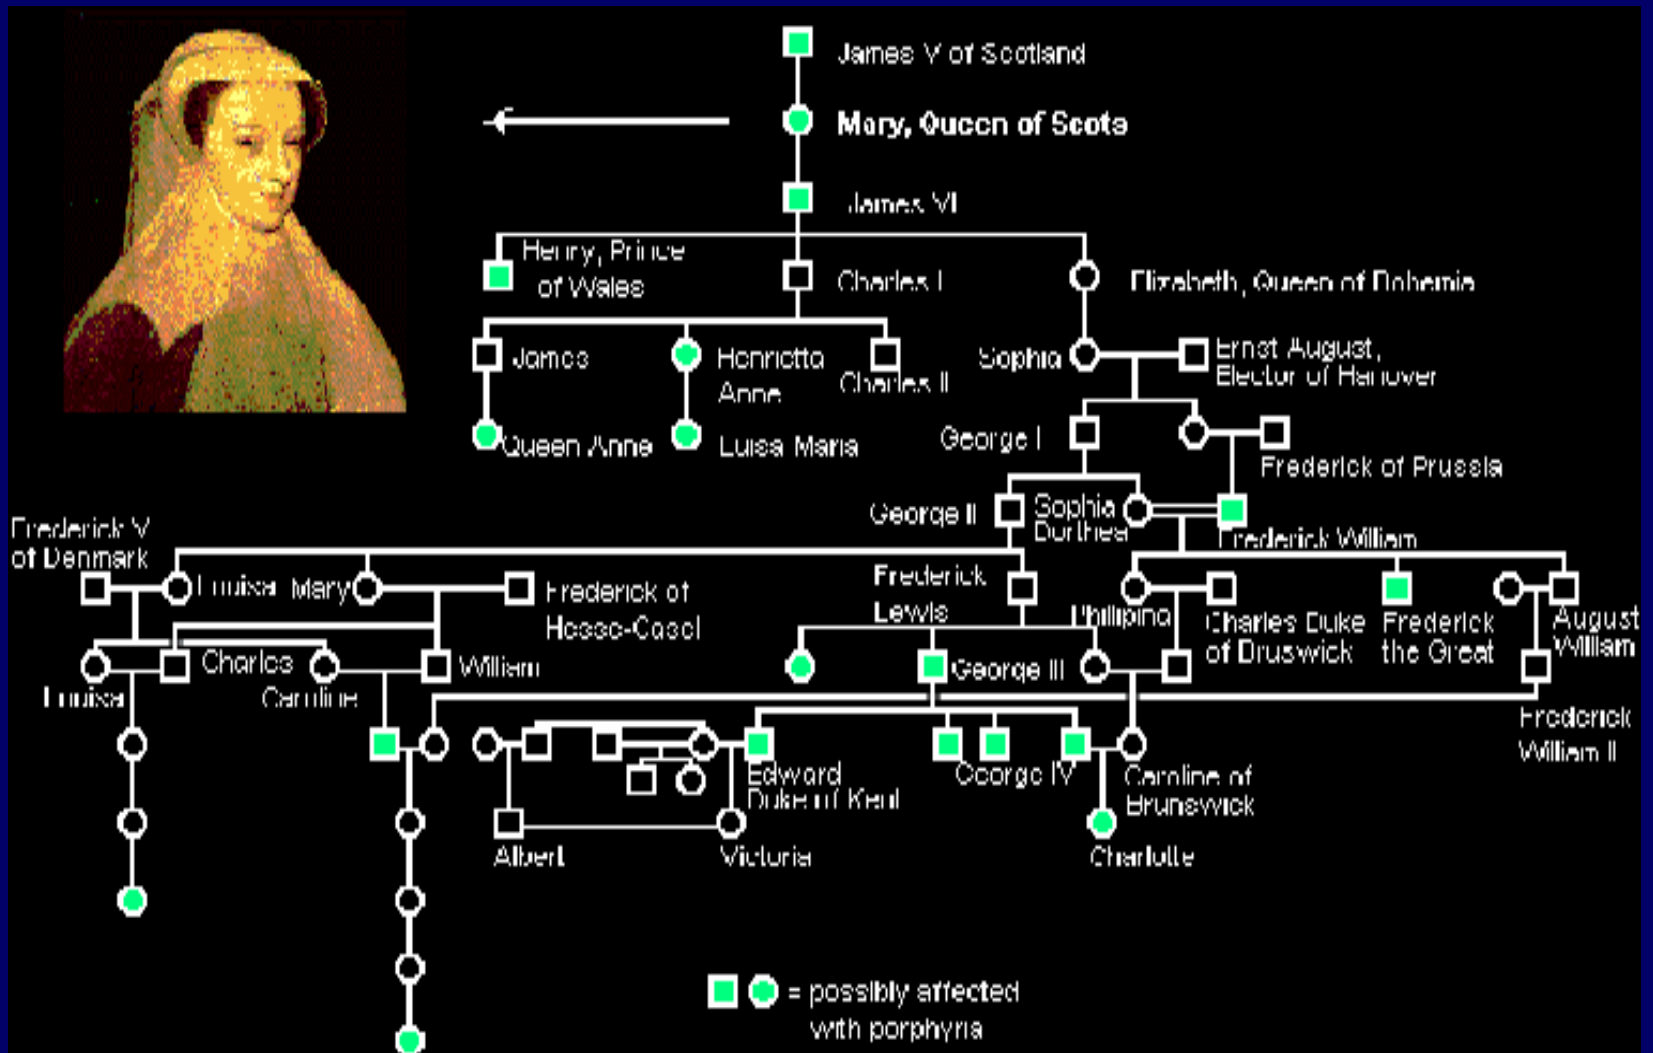 James V of Scotland
Mary, Queen of Scots
James VI
Henry, Prince
of Wales
Charles I
Elizabeth, Queen of Bohemia
James
Henrietta
Anne
Charles II
Sophia
Ernst August,
Elector of Hanover
Queen Anne
Luisa Maria
George I
Frederick of Prussia
George II
Sophia
Dorthea
Frederick William
Frederick V
of Denmark
Louisa
Mary
Frederick of
Hesse-Casel
Frederick
Lewis
Phillipina
Charles Duke
of Bruswick
Frederick
the Great
August
William
Louisa
Charles
Caroline
William
George III
Frederick
William II
Edward
Duke of Kent
George IV
Caroline of
Brunswick
Albert
Victoria
Charlotte
= possibly affected
with porphyria